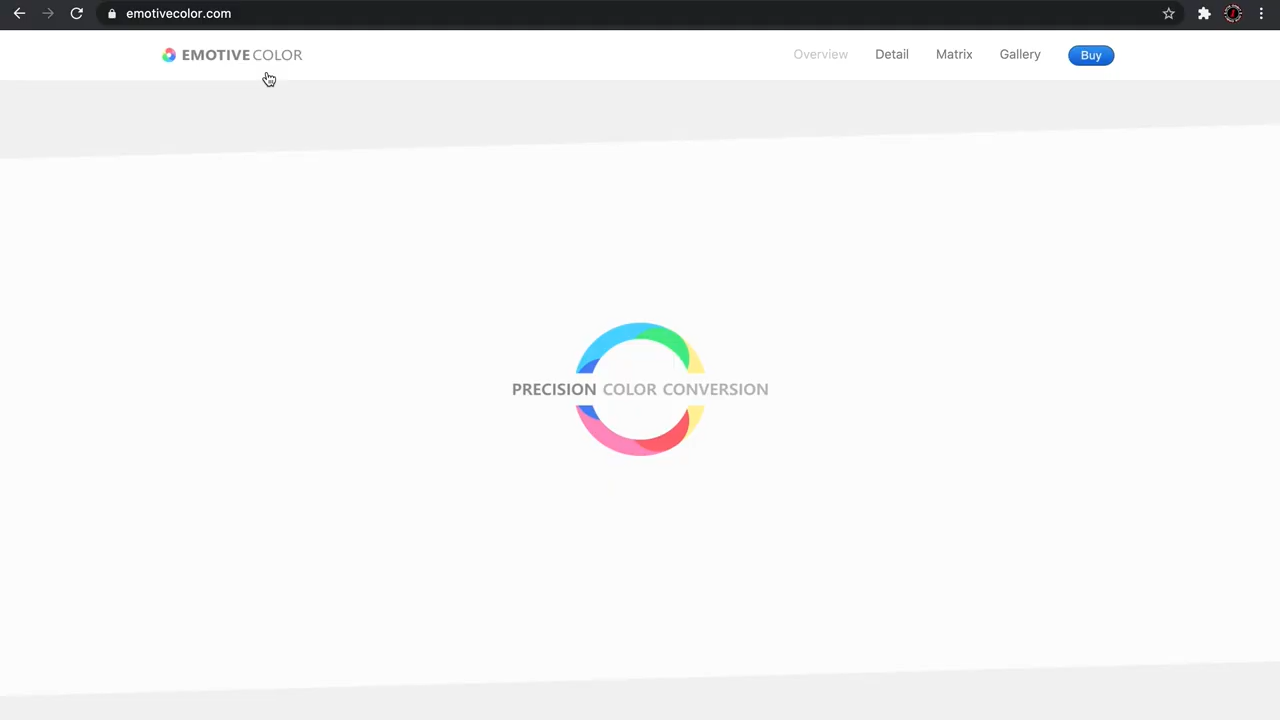 emotivecolor.com
EMOTIVE COLOR
Overview
Detail
Matrix
Gallery
Buy
PRECISION COLOR CONVERSION